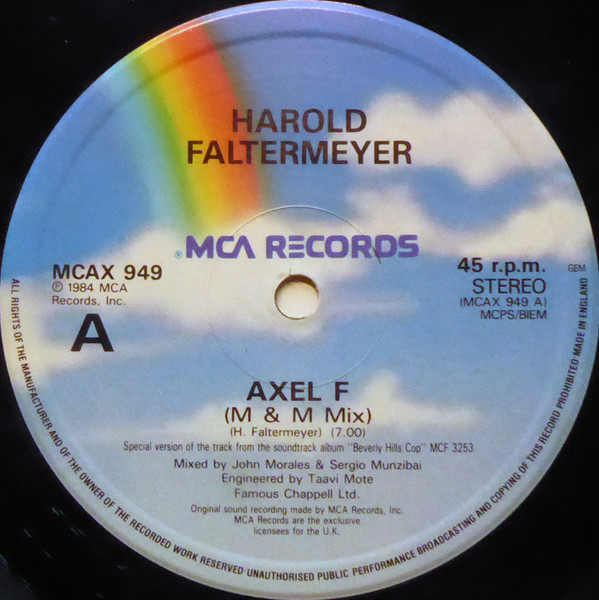 HAROLD
FALTERMEYER
® MCA RECORDS
MCAX 949
℗ 1984 MCA
Records, Inc.
A
45 r.p.m.
STEREO
(MCAX 949 A)
MCPS/BIEM
GEM
AXEL F
(M & M Mix)
(H. Faltermeyer) (7.00)
Special version of the track from the soundtrack album "Beverly Hills Cop" MCF 3253
Mixed by John Morales & Sergio Munzibai
Engineered by Taavi Mote
Famous Chappell Ltd.
Original sound recording made by MCA Records, Inc.
MCA Records are the exclusive
licensees for the U.K.
ALL RIGHTS OF THE MANUFACTURER AND OF THE OWNER OF THE RECORDED WORK RESERVED·UNAUTHORISED PUBLIC PERFORMANCE BROADCASTING AND COPYING OF THIS RECORD PROHIBITED·MADE IN ENGLAND